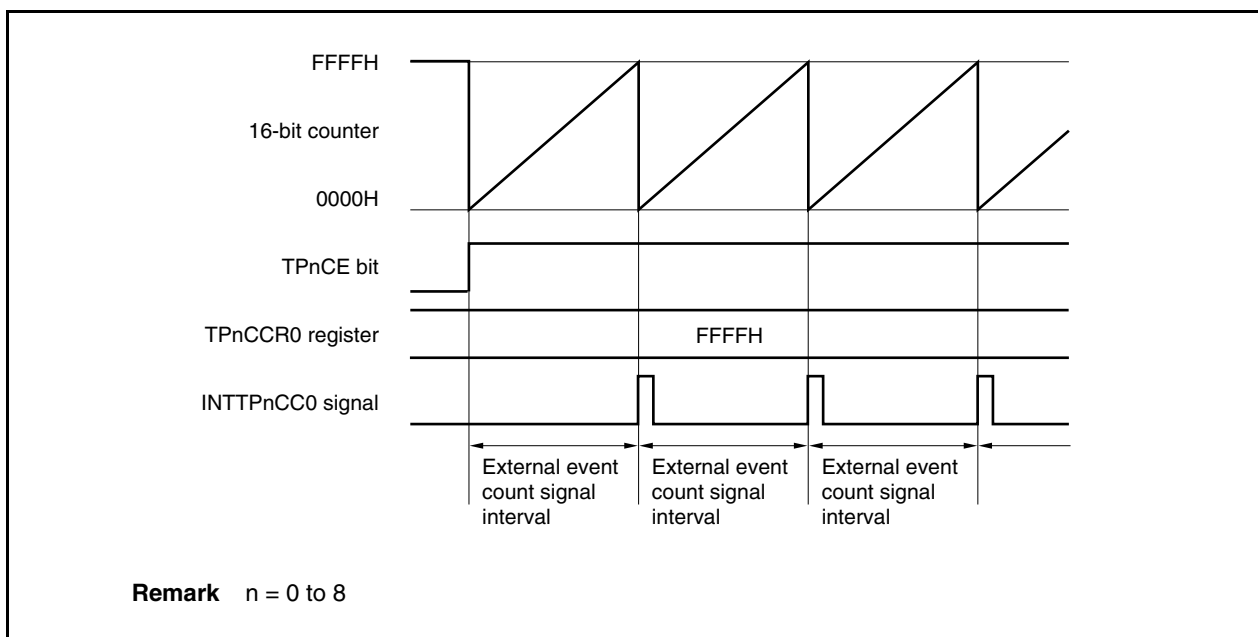 FFFFH
16-bit counter
0000H
TPnCE bit
TPnCCR0 register
FFFFH
INTTPnCC0 signal
External event
count signal
interval
External event
count signal
interval
External event
count signal
interval
Remark n = 0 to 8